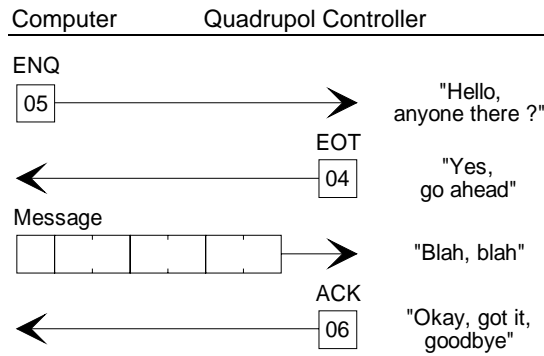 Computer Quadrupol Controller
ENQ
05
"Hello,
anyone there ?"
EOT
04
"Yes,
go ahead"
Message
"Blah, blah"
ACK
06
"Okay, got it,
goodbye"